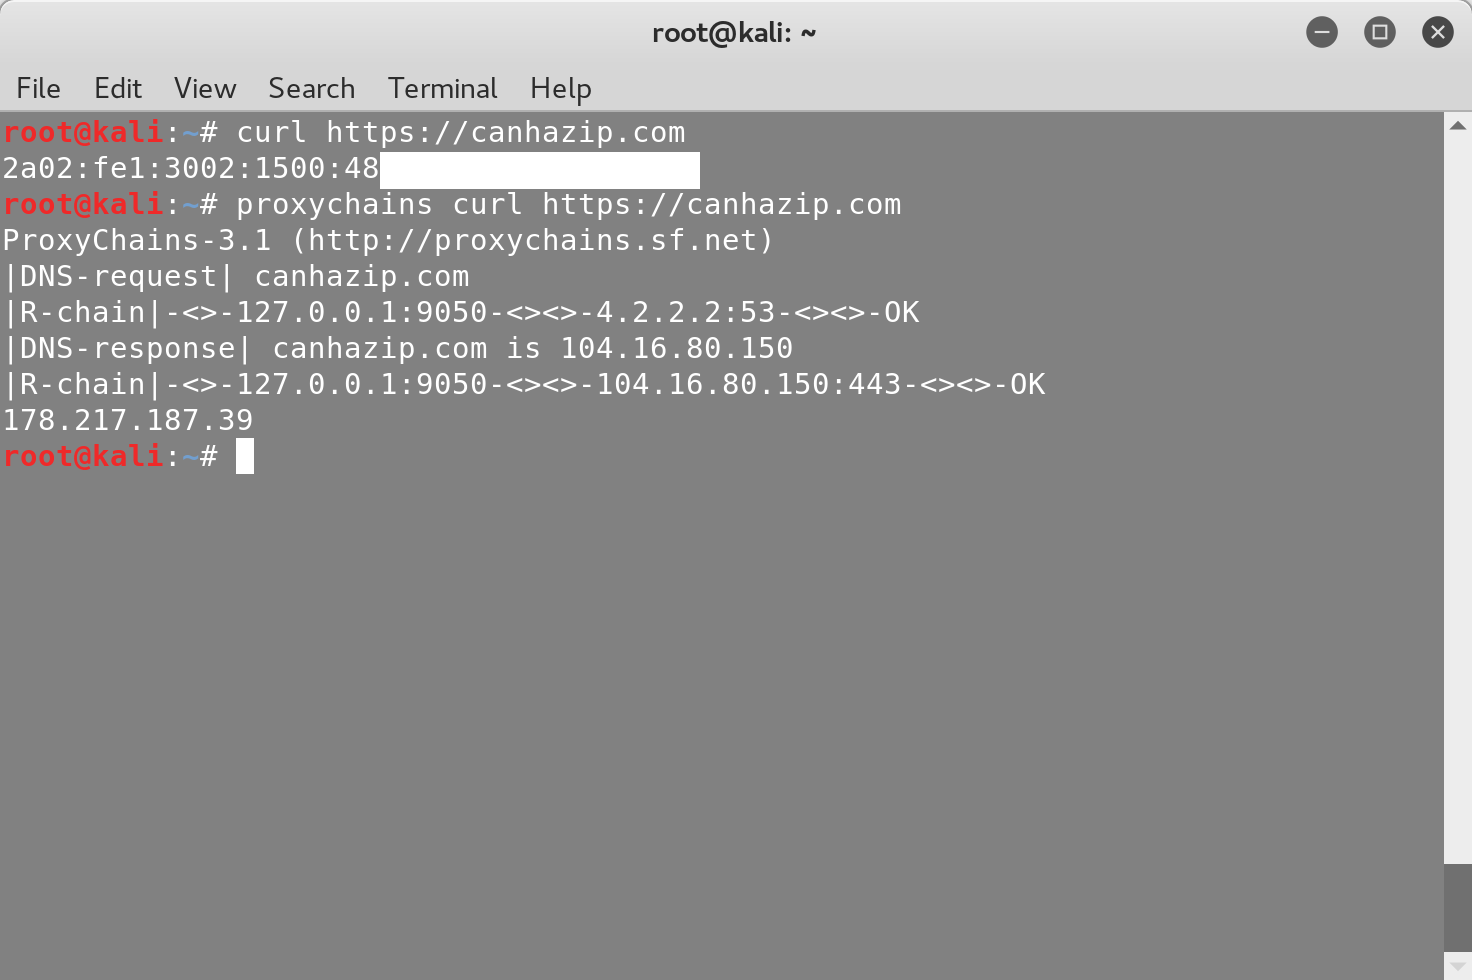 root@kali: ~
File Edit View Search Terminal Help
root@kali:~# curl https://canhazip.com
2a02:fe1:3002:1500:48
root@kali:~# proxychains curl https://canhazip.com
ProxyChains-3.1 (http://proxychains.sf.net)
|DNS-request| canhazip.com
|R-chain|-<>-127.0.0.1:9050-<><>-4.2.2.2:53-<><>-OK
|DNS-response| canhazip.com is 104.16.80.150
|R-chain|-<>-127.0.0.1:9050-<><>-104.16.80.150:443-<><>-OK
178.217.187.39
root@kali:~#